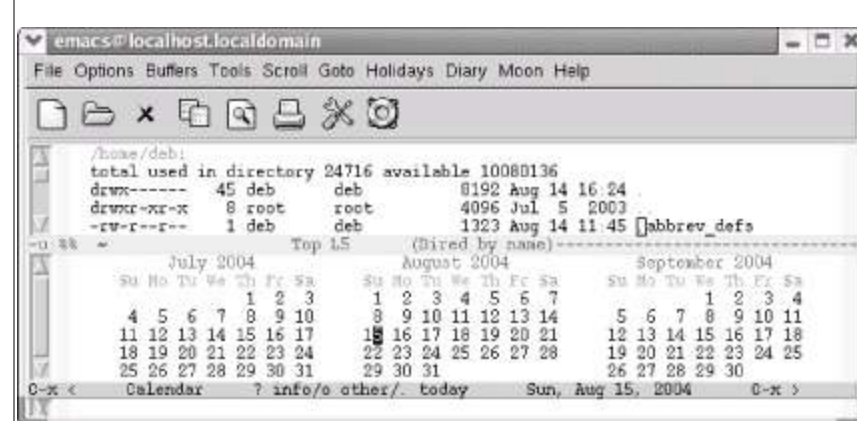 emacs@localhost.localdomain
File Options Buffers Tools Scroll Goto Holidays Diary Moon Help
/home/deb:
total used in directory 24716 available 10080136
drwx------ 45 deb deb 8192 Aug 14 16:24 .
drwxr-xr-x 8 root root 4096 Jul 5 2003
-rw-r--r-- 1 deb deb 1323 Aug 14 11:45 abbrev_defs
-u %% ~ Top L5 (Dired by name)----------------------------
July 2004 August 2004 September 2004
Su Mo Tu We Th Fr Sa Su Mo Tu We Th Fr Sa Su Mo Tu We Th Fr Sa
1 2 3 1 2 3 4 5 6 7 1 2 3 4
4 5 6 7 8 9 10 8 9 10 11 12 13 14 5 6 7 8 9 10 11
11 12 13 14 15 16 17 15 16 17 18 19 20 21 12 13 14 15 16 17 18
18 19 20 21 22 23 24 22 23 24 25 26 27 28 19 20 21 22 23 24 25
25 26 27 28 29 30 31 29 30 31 26 27 28 29 30
C-x < Calendar ? info/o other/. today Sun, Aug 15, 2004 C-x >